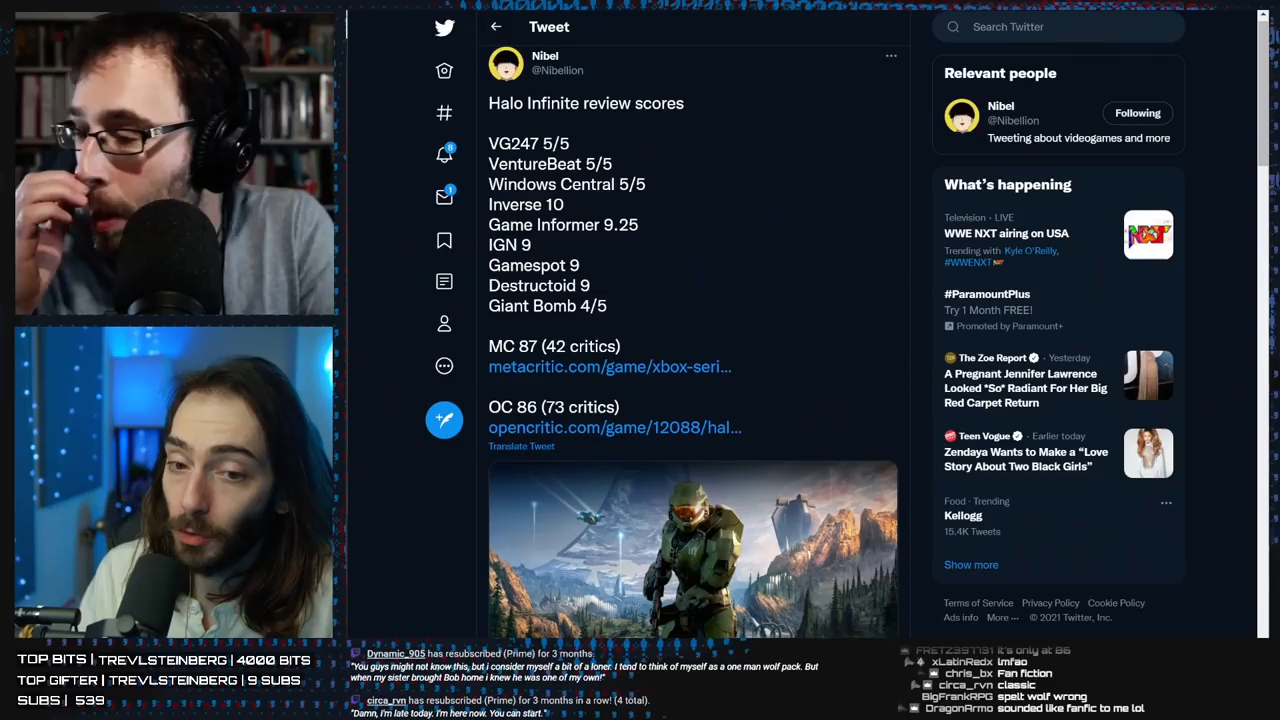 Tweet
Nibel
@Nibellion
Halo Infinite review scores
VG247 5/5
VentureBeat 5/5
Windows Central 5/5
Inverse 10
Game Informer 9.25
IGN 9
Gamespot 9
Destructoid 9
Giant Bomb 4/5
MC 87 (42 critics)
metacritic.com/game/xbox-seri...
OC 86 (73 critics)
opencritic.com/game/12088/hal...
Translate Tweet
8
1
Search Twitter
Relevant people
Nibel
@Nibellion
Following
Tweeting about videogames and more
What's happening
Television · LIVE
WWE NXT airing on USA
Trending with Kyle O'Reilly,
#WWENXT
NXT
#ParamountPlus
Try 1 Month FREE!
Promoted by Paramount+
The Zoe Report · Yesterday
A Pregnant Jennifer Lawrence
Looked *So* Radiant For Her Big
Red Carpet Return
Teen Vogue · Earlier today
Zendaya Wants to Make a “Love
Story About Two Black Girls”
Food · Trending
Kellogg
15.4K Tweets
Show more
Terms of Service Privacy Policy Cookie Policy
Ads info More ··· © 2021 Twitter, Inc.
TOP BITS | TREVLSTEINBERG | 4000 BITS
TOP GIFTER | TREVLSTEINBERG | 9 SUBS
SUBS | 539
Dynamic_905 has resubscribed (Prime) for 3 months
"You guys might not know this, but i consider myself a bit of a loner. I tend to think of myself as a one man wolf pack. But
when my sister brought Bob home i knew he was one of my own!"
circa_rvn has resubscribed (Prime) for 3 months in a row! (4 total).
"Damn, I'm late today. I'm here now. You can start."
it's only at 86
xLatinRedx lmfao
chris_bx Fan fiction
circa_rvn classic
BigFrankRPG spelt wolf wrong
DragonArmo sounded like fanfic to me lol